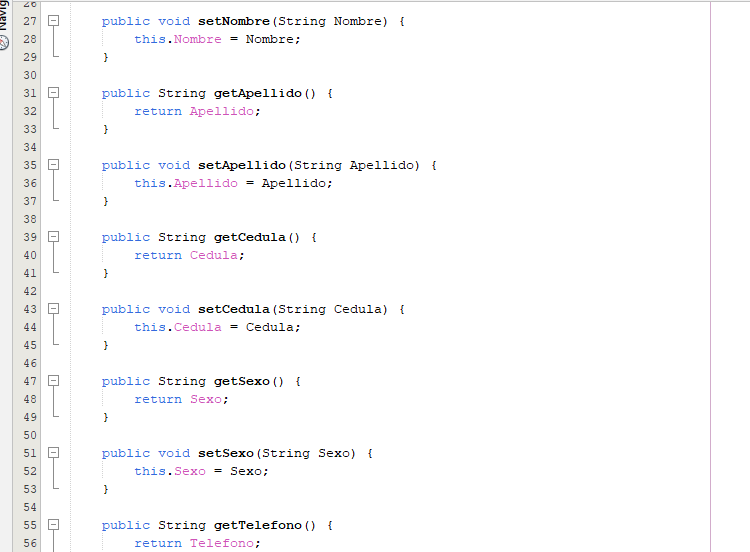 Navig
26
27 public void setNombre(String Nombre) {
28 this.Nombre = Nombre;
29 }
30
31 public String getApellido() {
32 return Apellido;
33 }
34
35 public void setApellido(String Apellido) {
36 this.Apellido = Apellido;
37 }
38
39 public String getCedula() {
40 return Cedula;
41 }
42
43 public void setCedula(String Cedula) {
44 this.Cedula = Cedula;
45 }
46
47 public String getSexo() {
48 return Sexo;
49 }
50
51 public void setSexo(String Sexo) {
52 this.Sexo = Sexo;
53 }
54
55 public String getTelefono() {
56 return Telefono;